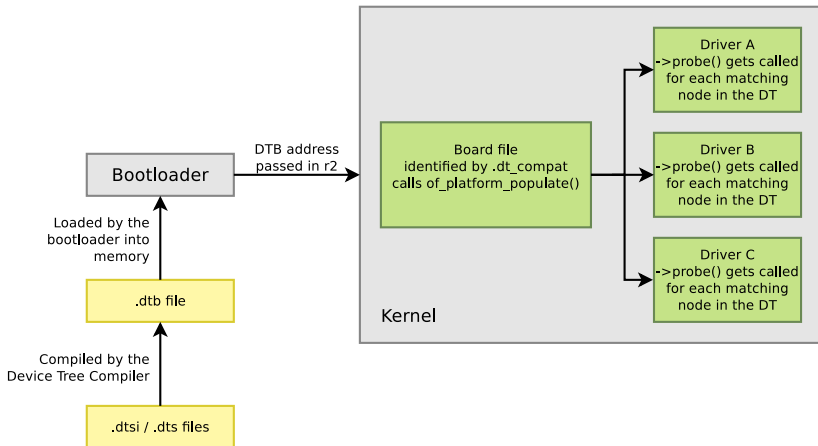 Driver A
->probe() gets called
for each matching
node in the DT
DTB address
passed in r2
Board file
identified by .dt_compat
calls of_platform_populate()
Driver B
->probe() gets called
for each matching
node in the DT
Bootloader
Loaded by the
bootloader into
memory
Driver C
->probe() gets called
for each matching
node in the DT
.dtb file
Kernel
Compiled by the
Device Tree Compiler
.dtsi / .dts files